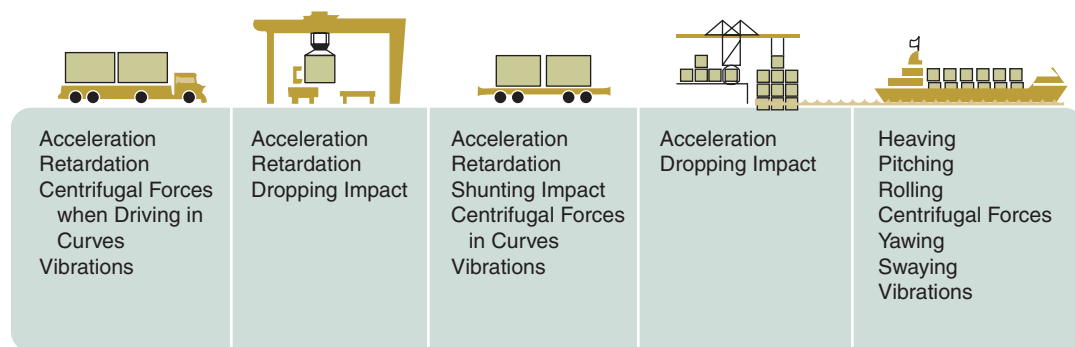 Acceleration
Retardation
Centrifugal Forces
when Driving in
Curves
Vibrations
Acceleration
Retardation
Dropping Impact
Acceleration
Retardation
Shunting Impact
Centrifugal Forces
in Curves
Vibrations
Acceleration
Dropping Impact
Heaving
Pitching
Rolling
Centrifugal Forces
Yawing
Swaying
Vibrations